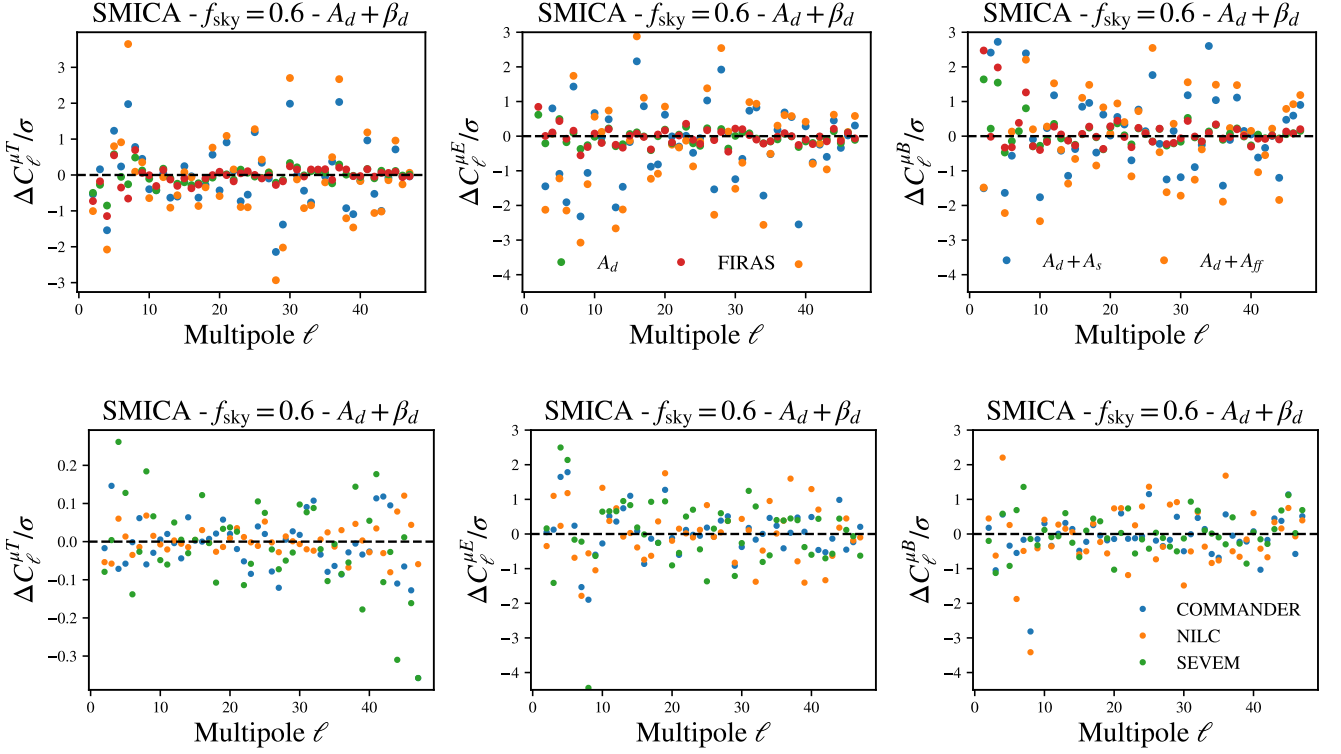 SMICA - f_sky = 0.6 - A_d + β_d
ΔC_ℓ^{μT}/σ
3
2
1
0
−1
−2
−3
0 10 20 30 40
Multipole ℓ
SMICA - f_sky = 0.6 - A_d + β_d
ΔC_ℓ^{μE}/σ
3
2
1
0
−1
−2
−3
−4
A_d FIRAS
0 10 20 30 40
Multipole ℓ
SMICA - f_sky = 0.6 - A_d + β_d
ΔC_ℓ^{μB}/σ
3
2
1
0
−1
−2
−3
−4
A_d + A_s A_d + A_ff
0 10 20 30 40
Multipole ℓ
SMICA - f_sky = 0.6 - A_d + β_d
ΔC_ℓ^{μT}/σ
0.2
0.1
0.0
−0.1
−0.2
−0.3
0 10 20 30 40
Multipole ℓ
SMICA - f_sky = 0.6 - A_d + β_d
ΔC_ℓ^{μE}/σ
3
2
1
0
−1
−2
−3
−4
0 10 20 30 40
Multipole ℓ
SMICA - f_sky = 0.6 - A_d + β_d
ΔC_ℓ^{μB}/σ
3
2
1
0
−1
−2
−3
−4
COMMANDER
NILC
SEVEM
0 10 20 30 40
Multipole ℓ